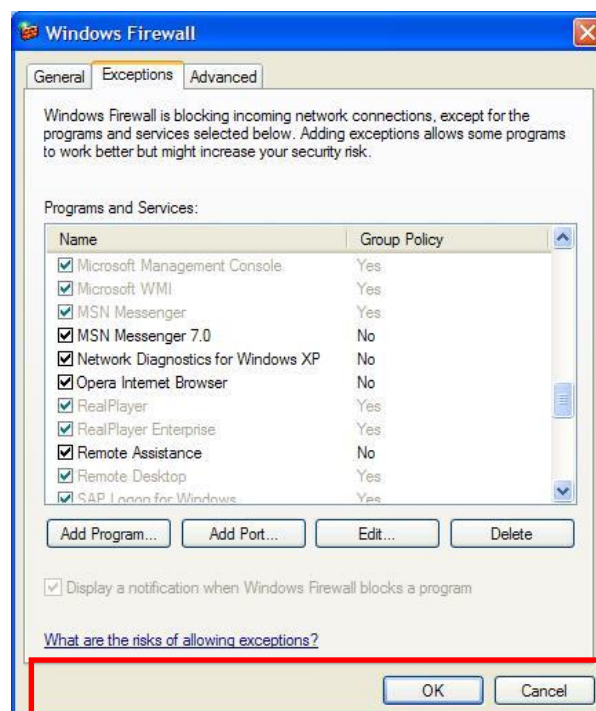 Windows Firewall
General Exceptions Advanced
Windows Firewall is blocking incoming network connections, except for the
programs and services selected below. Adding exceptions allows some programs
to work better but might increase your security risk.
Programs and Services:
Name Group Policy
Microsoft Management Console Yes
Microsoft WMI Yes
MSN Messenger Yes
MSN Messenger 7.0 No
Network Diagnostics for Windows XP No
Opera Internet Browser No
RealPlayer Yes
RealPlayer Enterprise Yes
Remote Assistance No
Remote Desktop Yes
SAP Logon for Windows Yes
Add Program... Add Port... Edit... Delete
Display a notification when Windows Firewall blocks a program
What are the risks of allowing exceptions?
OK Cancel